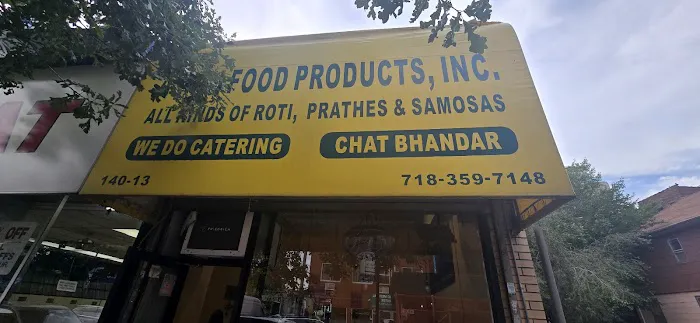 FOOD PRODUCTS, INC.
ALL KINDS OF ROTI, PRATHES & SAMOSAS
WE DO CATERING CHAT BHANDAR
140-13 718-359-7148
OFF